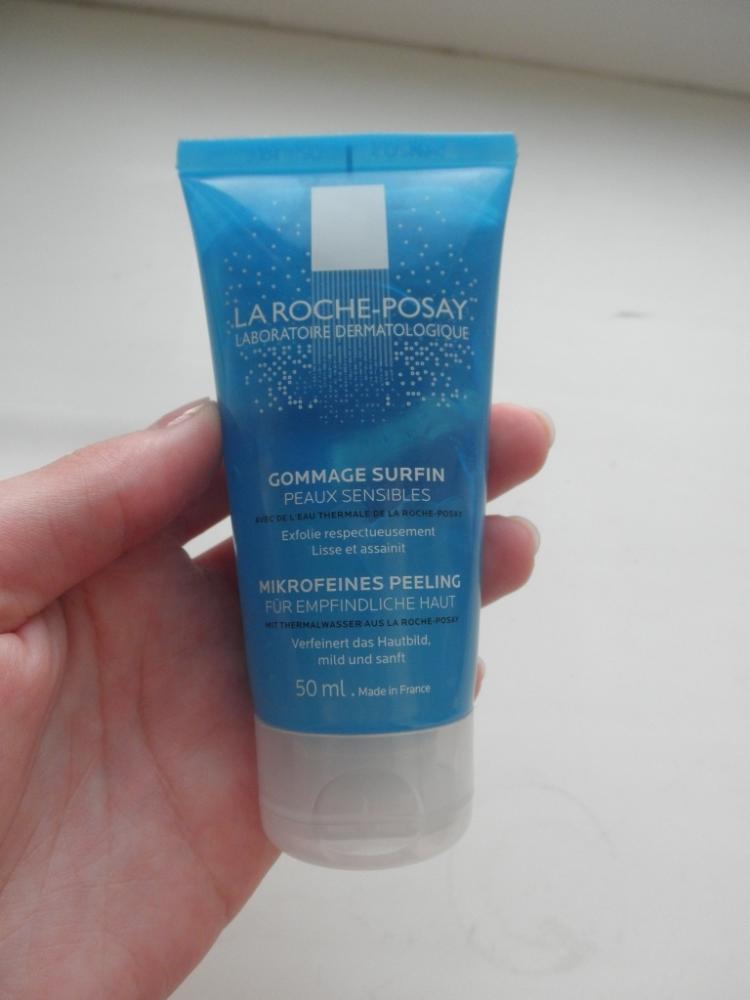 LA ROCHE-POSAY™
LABORATOIRE DERMATOLOGIQUE
GOMMAGE SURFIN
PEAUX SENSIBLES
AVEC DE L'EAU THERMALE DE LA ROCHE-POSAY
Exfolie respectueusement
Lisse et assainit
MIKROFEINES PEELING
FÜR EMPFINDLICHE HAUT
MIT THERMALWASSER AUS LA ROCHE-POSAY
Verfeinert das Hautbild,
mild und sanft
50 ml . Made in France